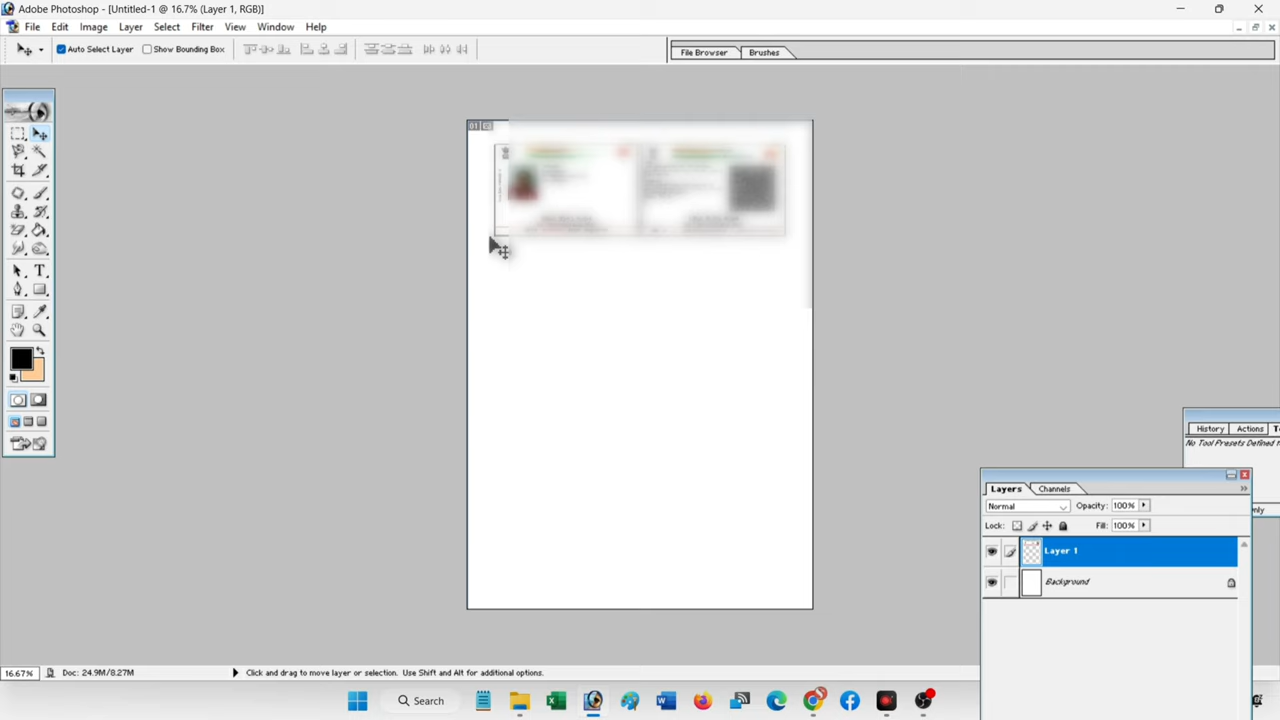 Adobe Photoshop - [Untitled-1 @ 16.7% (Layer 1, RGB)]
File Edit Image Layer Select Filter View Window Help
Auto Select Layer Show Bounding Box
File Browser Brushes
01
History Actions
No Tool Presets Defined
Layers Channels
Normal Opacity: 100%
Lock: Fill: 100%
Layer 1
Background
16.67% Doc: 24.9M/8.27M Click and drag to move layer or selection. Use Shift and Alt for additional options.
Search